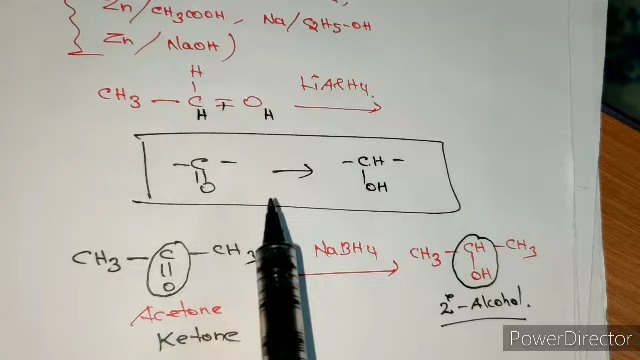 Zn/CH3COOH, Na/C2H5-OH
Zn/NaOH)
H
CH3 — C = O LiAlH4
H H
— C — → — CH —
O OH
CH3 — C — CH3 NaBH4 CH3 — CH — CH3
O OH
Acetone 2° - Alcohol.
Ketone
PowerDirector